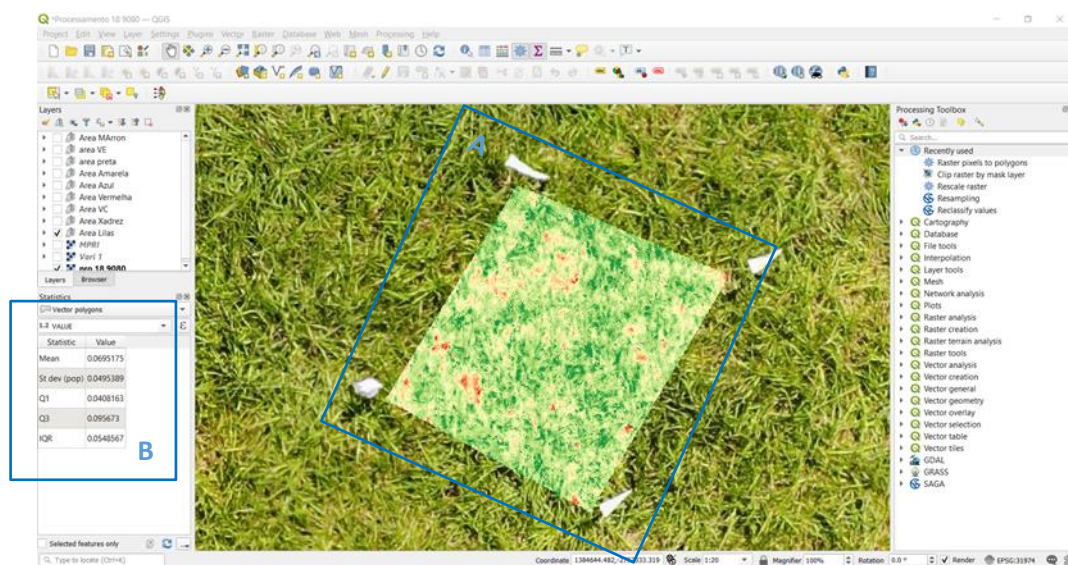 *Processamento 18 9080 — QGIS
Project Edit View Layer Settings Plugins Vector Raster Database Web Mesh Processing Help
Layers
Area MArron
area VE
area preta
Area Amarela
Area Azul
Area Vermelha
Area VC
Area Xadrez
Area Lilas
MPRI
Vari 1
Layers Browser
Statistics
Vector polygons
1.2 VALUE
Statistic Value
Mean 0.0695175
St dev (pop) 0.0495389
Q1 0.0408163
Q3 0.095673
IQR 0.0548567
B
Selected features only
Type to locate (Ctrl+K)
A
Processing Toolbox
Search...
Recently used
Raster pixels to polygons
Clip raster by mask layer
Rescale raster
Resampling
Reclassify values
Cartography
Database
File tools
Interpolation
Layer tools
Mesh
Network analysis
Plots
Raster analysis
Raster creation
Raster terrain analysis
Raster tools
Vector analysis
Vector creation
Vector general
Vector geometry
Vector overlay
Vector selection
Vector table
Vector tiles
GDAL
GRASS
SAGA
Coordinate Scale 1:20 Magnifier 100% Rotation 0.0 ° Render EPSG:31974